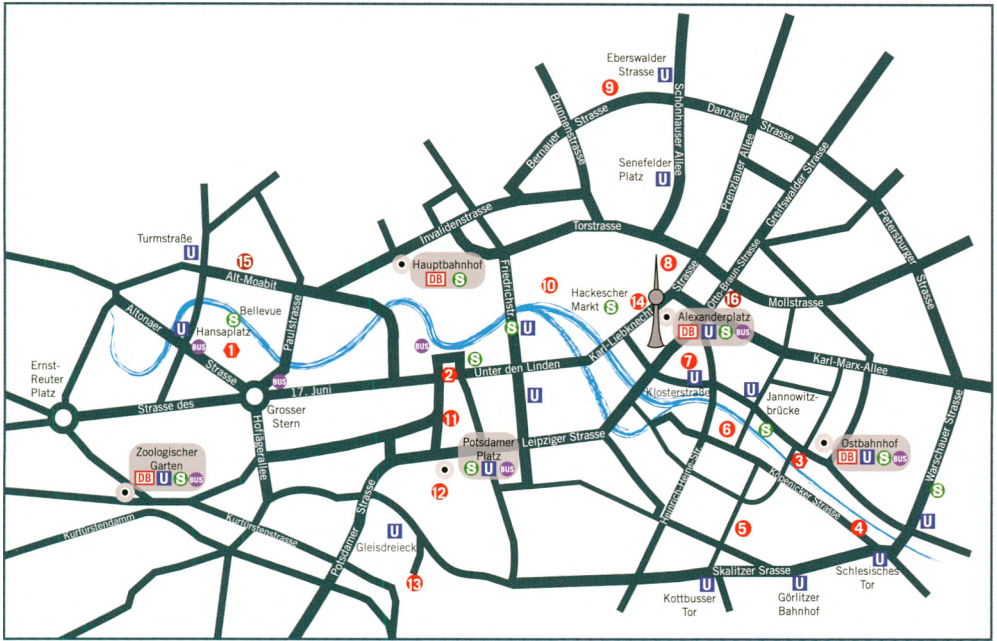 Eberswalder
Strasse U
9
Danziger Strasse
Schönhauser Allee
Brunnenstrasse
Bernauer Strasse
Prenzlauer Allee
Greifswalder Strasse
Senefelder
Platz U
Petersburger Strasse
Invalidenstrasse
Torstrasse
Turmstraße
U
15
Alt-Moabit
Hauptbahnhof
DB S
Friedrichstr.
10
8
Hackescher
Markt S
14
Karl-Liebknecht Strasse
Otto-Braun-Strasse
16
Mollstrasse
Altonaer Strasse
Bellevue
S
Paulstrasse
U
Hansaplatz
BUS
1
S U
Alexanderplatz
DB U S BUS
BUS
S
7
Karl-Marx-Allee
Ernst-
Reuter
Platz
BUS
17. Juni
2
Unter den Linden
Klosterstraße
U
U
Jannowitz-
brücke
S
Strasse des
Grosser
Stern
Hofjägerallee
U
11
6
Leipziger Strasse
Potsdamer
Platz
S U BUS
Zoologischer
Garten
DB U S BUS
Ostbahnhof
DB U S BUS
3
Warschauer Strasse
S
12
Heinrich-Heine-Str.
Köpenicker Strasse
Kurfürstendamm
Kurfürstenstrasse
Potsdamer Strasse
U
Gleisdreieck
5
4
U
13
Skalitzer Srasse
U
Schlesisches
Tor
U
Kottbusser
Tor
U
Görlitzer
Bahnhof